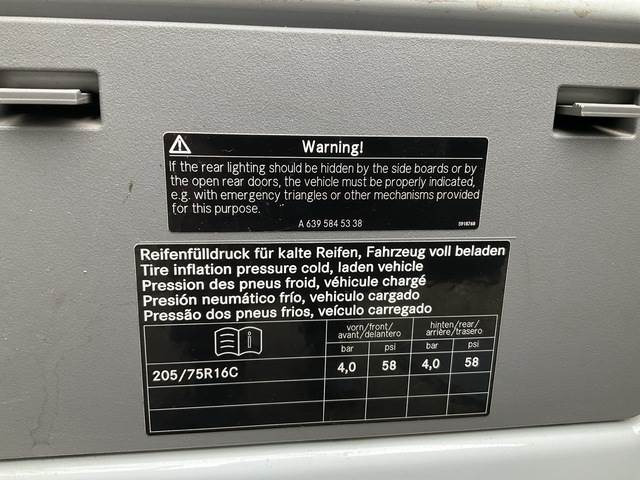 Warning!
If the rear lighting should be hidden by the side boards or by
the open rear doors, the vehicle must be properly indicated,
e.g. with emergency triangles or other mechanisms provided
for this purpose.
A 639 584 53 38
5918768
Reifenfülldruck für kalte Reifen, Fahrzeug voll beladen
Tire inflation pressure cold, laden vehicle
Pression des pneus froid, véhicule chargé
Presión neumático frío, vehiculo cargado
Pressão dos pneus frios, veículo carregado
vorn/front/ hinten/rear/
avant/delantero arrière/trasero
bar psi bar psi
205/75R16C 4,0 58 4,0 58